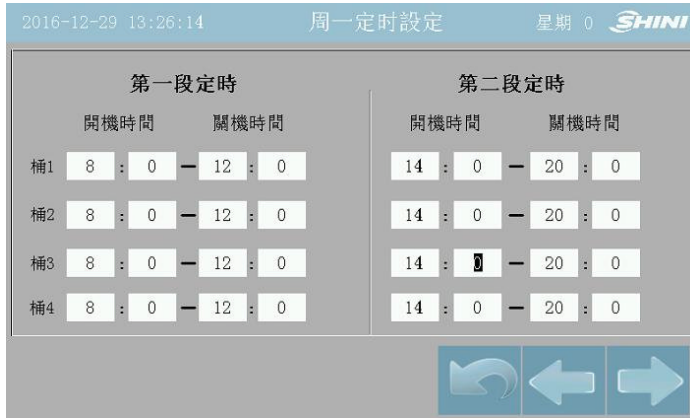 2016-12-29 13:26:14 周一定时設定 星期 0 SHINI
第一段定時 第二段定時
開機時間 關機時間 開機時間 關機時間
桶1 8 : 0 — 12 : 0 14 : 0 — 20 : 0
桶2 8 : 0 — 12 : 0 14 : 0 — 20 : 0
桶3 8 : 0 — 12 : 0 14 : 0 — 20 : 0
桶4 8 : 0 — 12 : 0 14 : 0 — 20 : 0